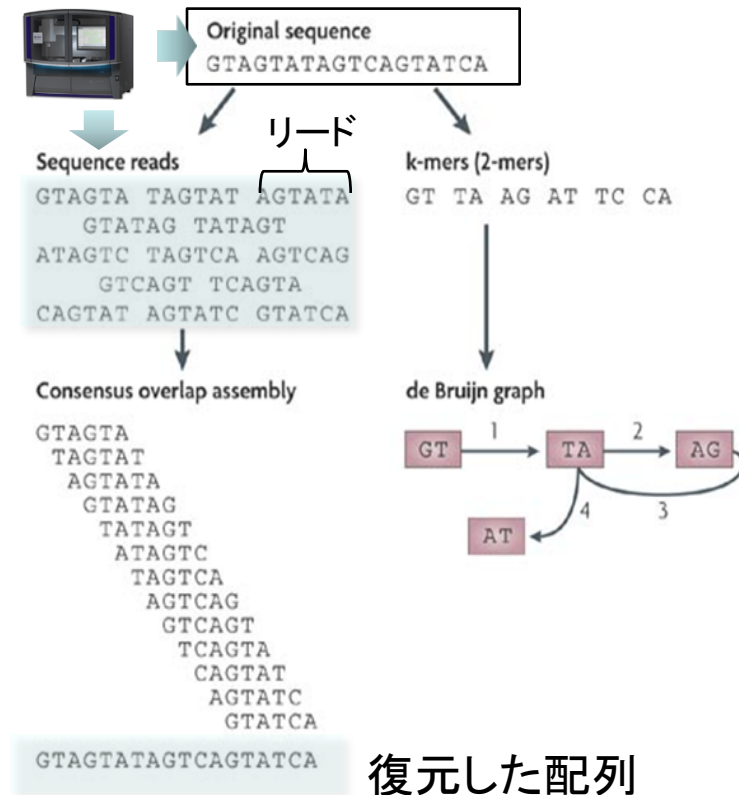 Original sequence
GTAGTATAGTCAGTATCA
リード
Sequence reads
GTAGTA TAGTAT AGTATA
GTATAG TATAGT
ATAGTC TAGTCA AGTCAG
GTCAGT TCAGTA
CAGTAT AGTATC GTATCA
k-mers (2-mers)
GT TA AG AT TC CA
Consensus overlap assembly
GTAGTA
TAGTAT
AGTATA
GTATAG
TATAGT
ATAGTC
TAGTCA
AGTCAG
GTCAGT
TCAGTA
CAGTAT
AGTATC
GTATCA
GTAGTATAGTCAGTATCA
復元した配列
de Bruijn graph
1
2
GT
TA
AG
4
3
AT